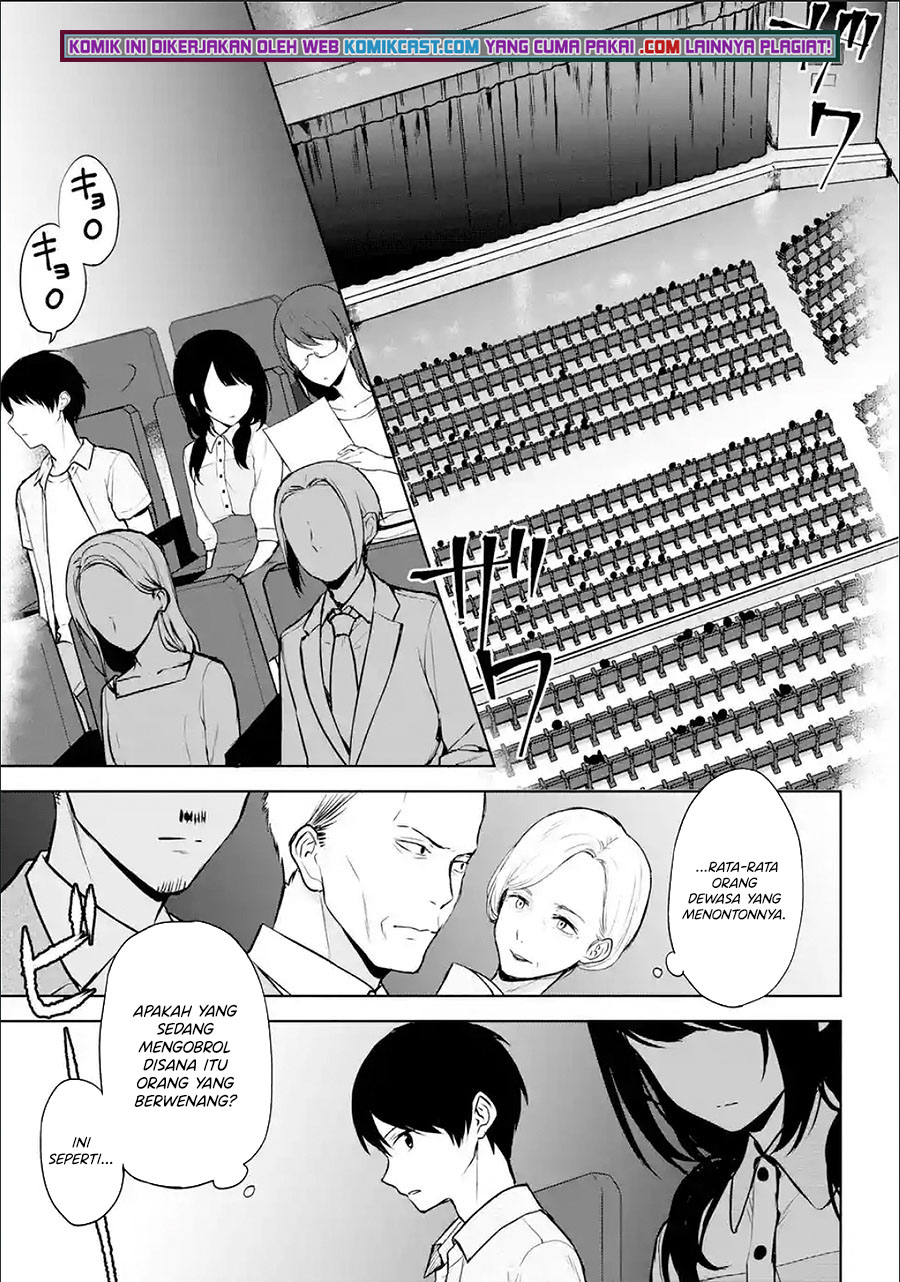 KOMIK INI DIKERJAKAN OLEH WEB KOMIKCAST.COM YANG CUMA PAKAI .COM LAINNYA PLAGIAT!
ザワ
キョロ
キョロ
ザワ
...RATA-RATA
ORANG
DEWASA YANG
MENONTONNYA.
APAKAH YANG
SEDANG
MENGOBROL
DISANA ITU
ORANG YANG
BERWENANG?
INI
SEPERTI...